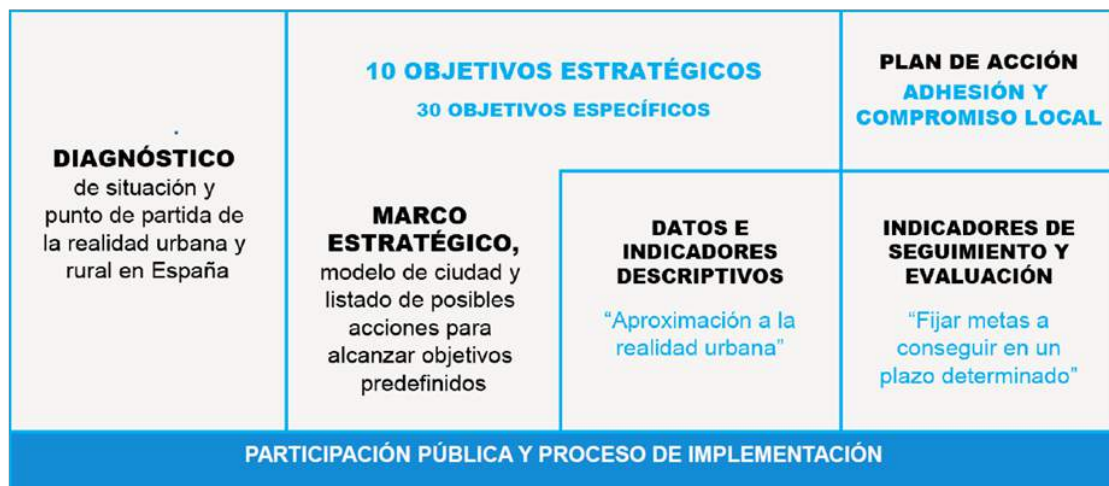 DIAGNÓSTICO
de situación y
punto de partida de
la realidad urbana y
rural en España
10 OBJETIVOS ESTRATÉGICOS
30 OBJETIVOS ESPECÍFICOS
MARCO
ESTRATÉGICO,
modelo de ciudad y
listado de posibles
acciones para
alcanzar objetivos
predefinidos
DATOS E
INDICADORES
DESCRIPTIVOS
“Aproximación a la
realidad urbana”
PLAN DE ACCIÓN
ADHESIÓN Y
COMPROMISO LOCAL
INDICADORES DE
SEGUIMIENTO Y
EVALUACIÓN
“Fijar metas a
conseguir en un
plazo determinado”
PARTICIPACIÓN PÚBLICA Y PROCESO DE IMPLEMENTACIÓN